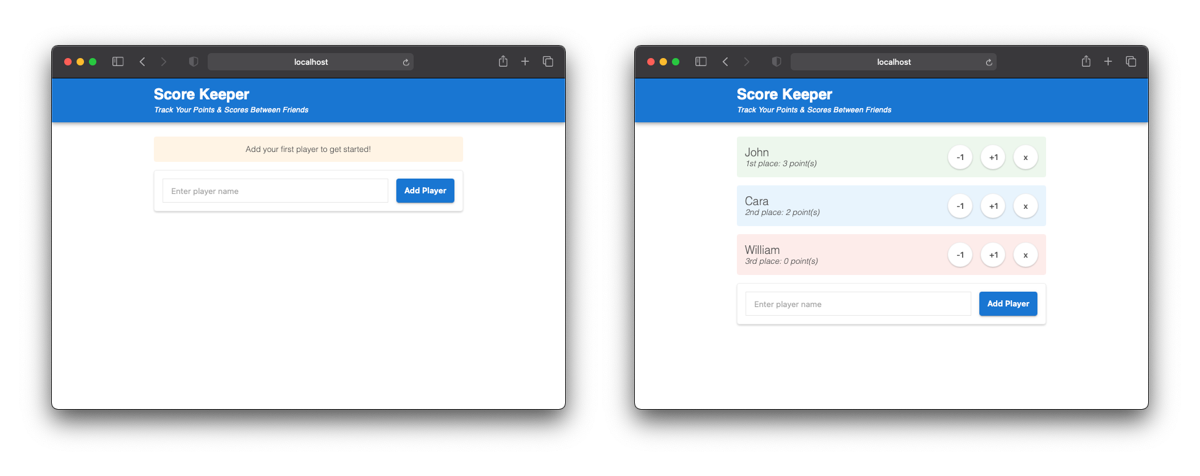 localhost
Score Keeper
Track Your Points & Scores Between Friends
Add your first player to get started!
Enter player name
Add Player
localhost
Score Keeper
Track Your Points & Scores Between Friends
John
1st place: 3 point(s)
-1 +1 x
Cara
2nd place: 2 point(s)
-1 +1 x
William
3rd place: 0 point(s)
-1 +1 x
Enter player name
Add Player